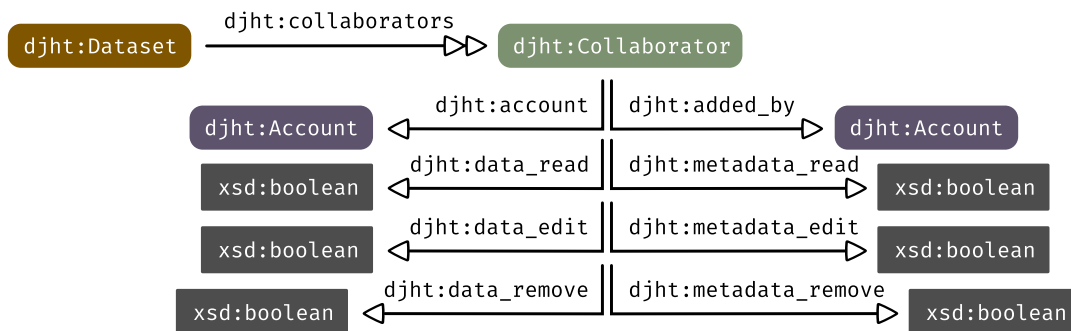 djht:collaborators
djht:Dataset djht:Collaborator
djht:account djht:added_by
djht:Account djht:Account
djht:data_read djht:metadata_read
xsd:boolean xsd:boolean
djht:data_edit djht:metadata_edit
xsd:boolean xsd:boolean
djht:data_remove djht:metadata_remove
xsd:boolean xsd:boolean